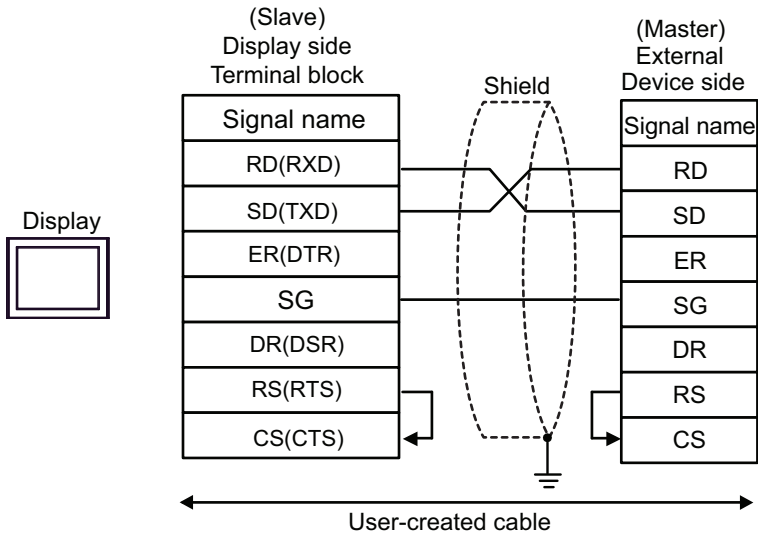 (Slave)
Display side
Terminal block
(Master)
External
Device side
Shield
Display
Signal name
RD(RXD)
SD(TXD)
ER(DTR)
SG
DR(DSR)
RS(RTS)
CS(CTS)
Signal name
RD
SD
ER
SG
DR
RS
CS
User-created cable